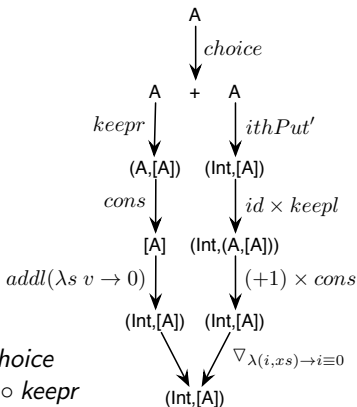 A
choice
A + A
keepr ithPut′
(A,[A]) (Int,[A])
cons id × keepl
[A] (Int,(A,[A]))
addl(λs v → 0) (+1) × cons
(Int,[A]) (Int,[A])
hoice ▽λ(i,xs)→i≡0
○ keepr (Int,[A])